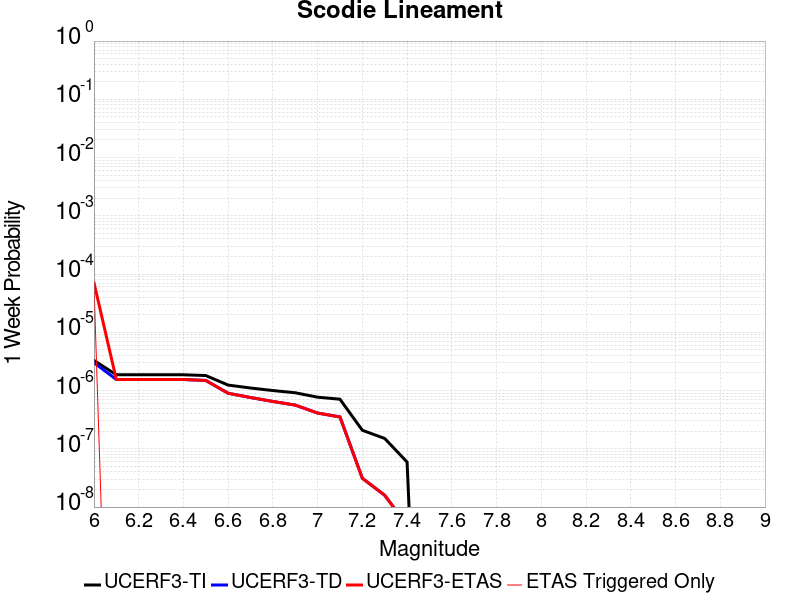 Scodie Lineament
10 0
10 -1
10 -2
10 -3
10 -4
10 -5
10 -6
10 -7
10 -8
1 Week Probability
6 6.2 6.4 6.6 6.8 7 7.2 7.4 7.6 7.8 8 8.2 8.4 8.6 8.8 9
Magnitude
UCERF3-TI UCERF3-TD UCERF3-ETAS ETAS Triggered Only